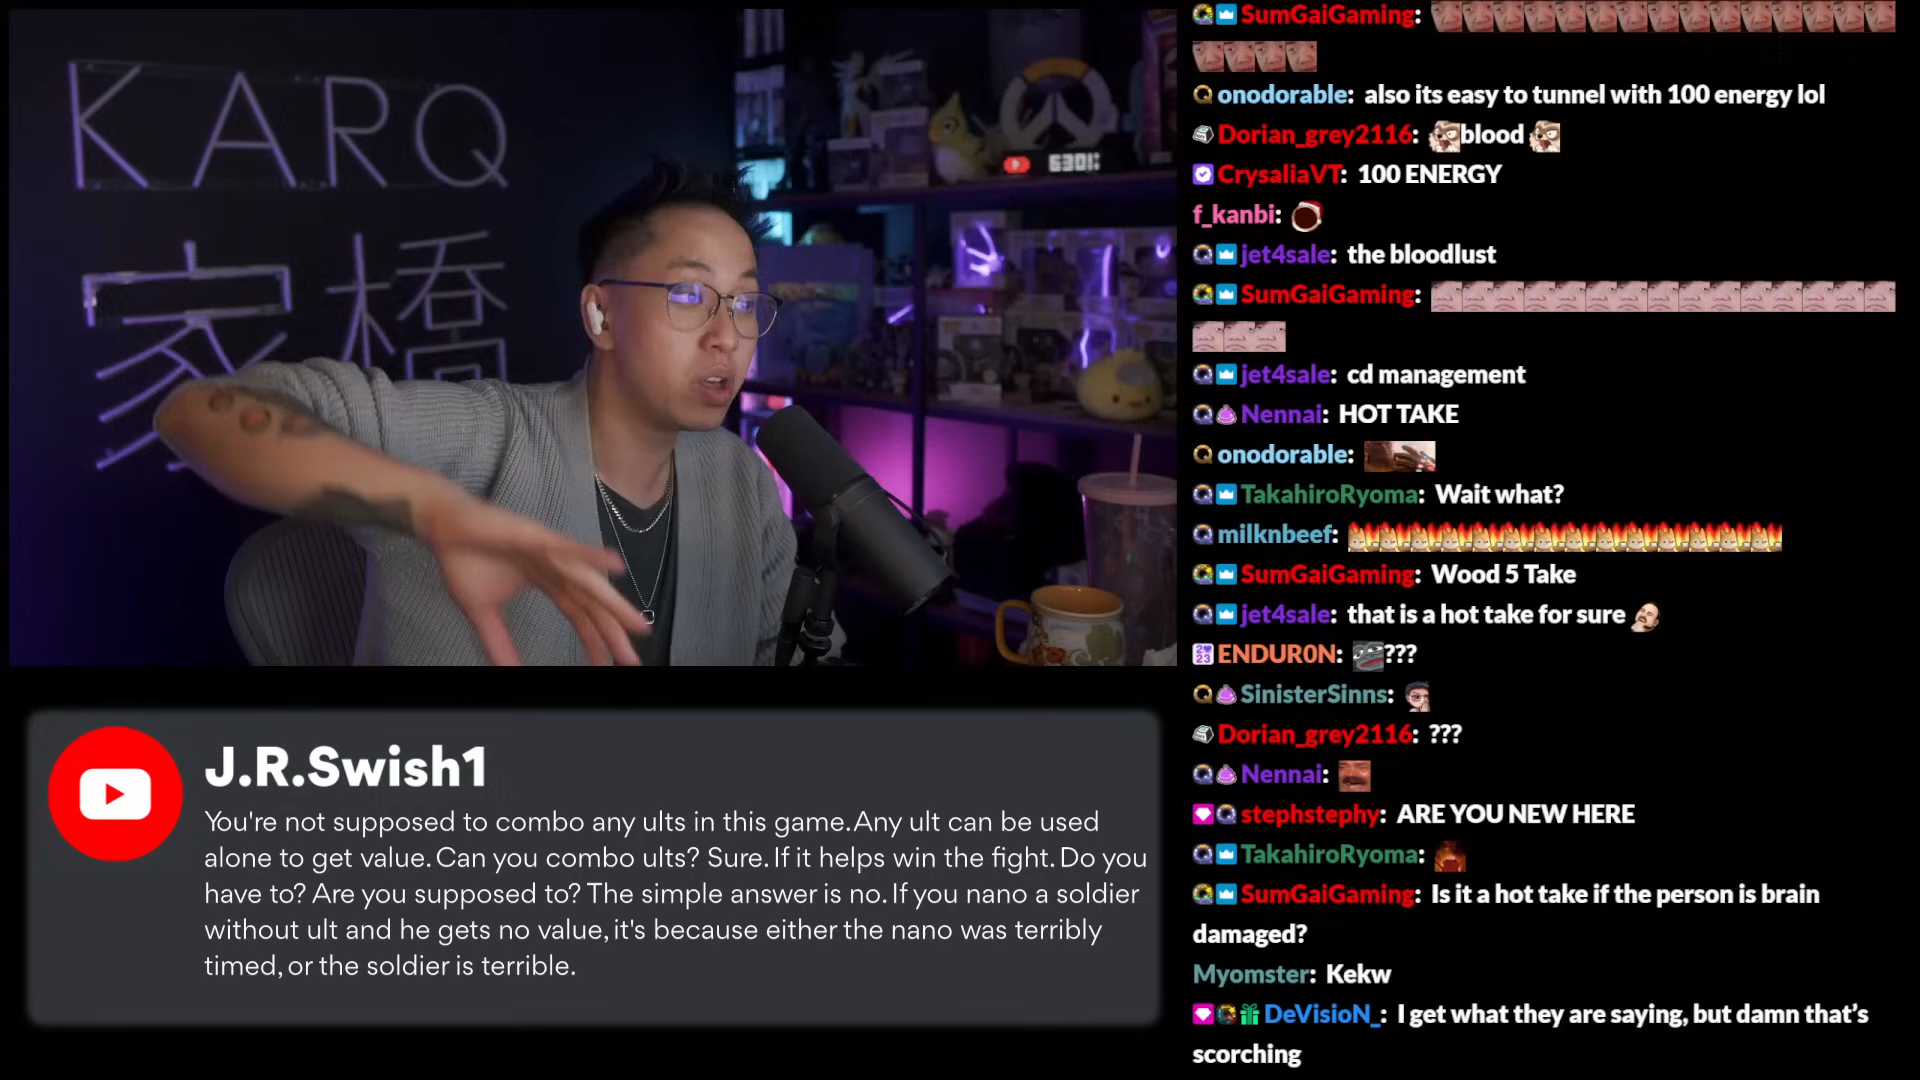 KARQ
家橋
5301
SumGaiGaming:
onodorable: also its easy to tunnel with 100 energy lol
Dorian_grey2116: blood
CrysaliaVT: 100 ENERGY
f_kanbi:
jet4sale: the bloodlust
SumGaiGaming:
jet4sale: cd management
Nennai: HOT TAKE
onodorable:
TakahiroRyoma: Wait what?
milknbeef:
SumGaiGaming: Wood 5 Take
jet4sale: that is a hot take for sure
ENDUR0N: ???
SinisterSinns:
Dorian_grey2116: ???
Nennai:
stephstephy: ARE YOU NEW HERE
TakahiroRyoma:
SumGaiGaming: Is it a hot take if the person is brain
damaged?
Myomster: Kekw
DeVisioN_: I get what they are saying, but damn that’s
scorching
J.R.Swish1
You're not supposed to combo any ults in this game.Any ult can be used
alone to get value. Can you combo ults? Sure. If it helps win the fight. Do you
have to? Are you supposed to? The simple answer is no. If you nano a soldier
without ult and he gets no value, it's because either the nano was terribly
timed, or the soldier is terrible.